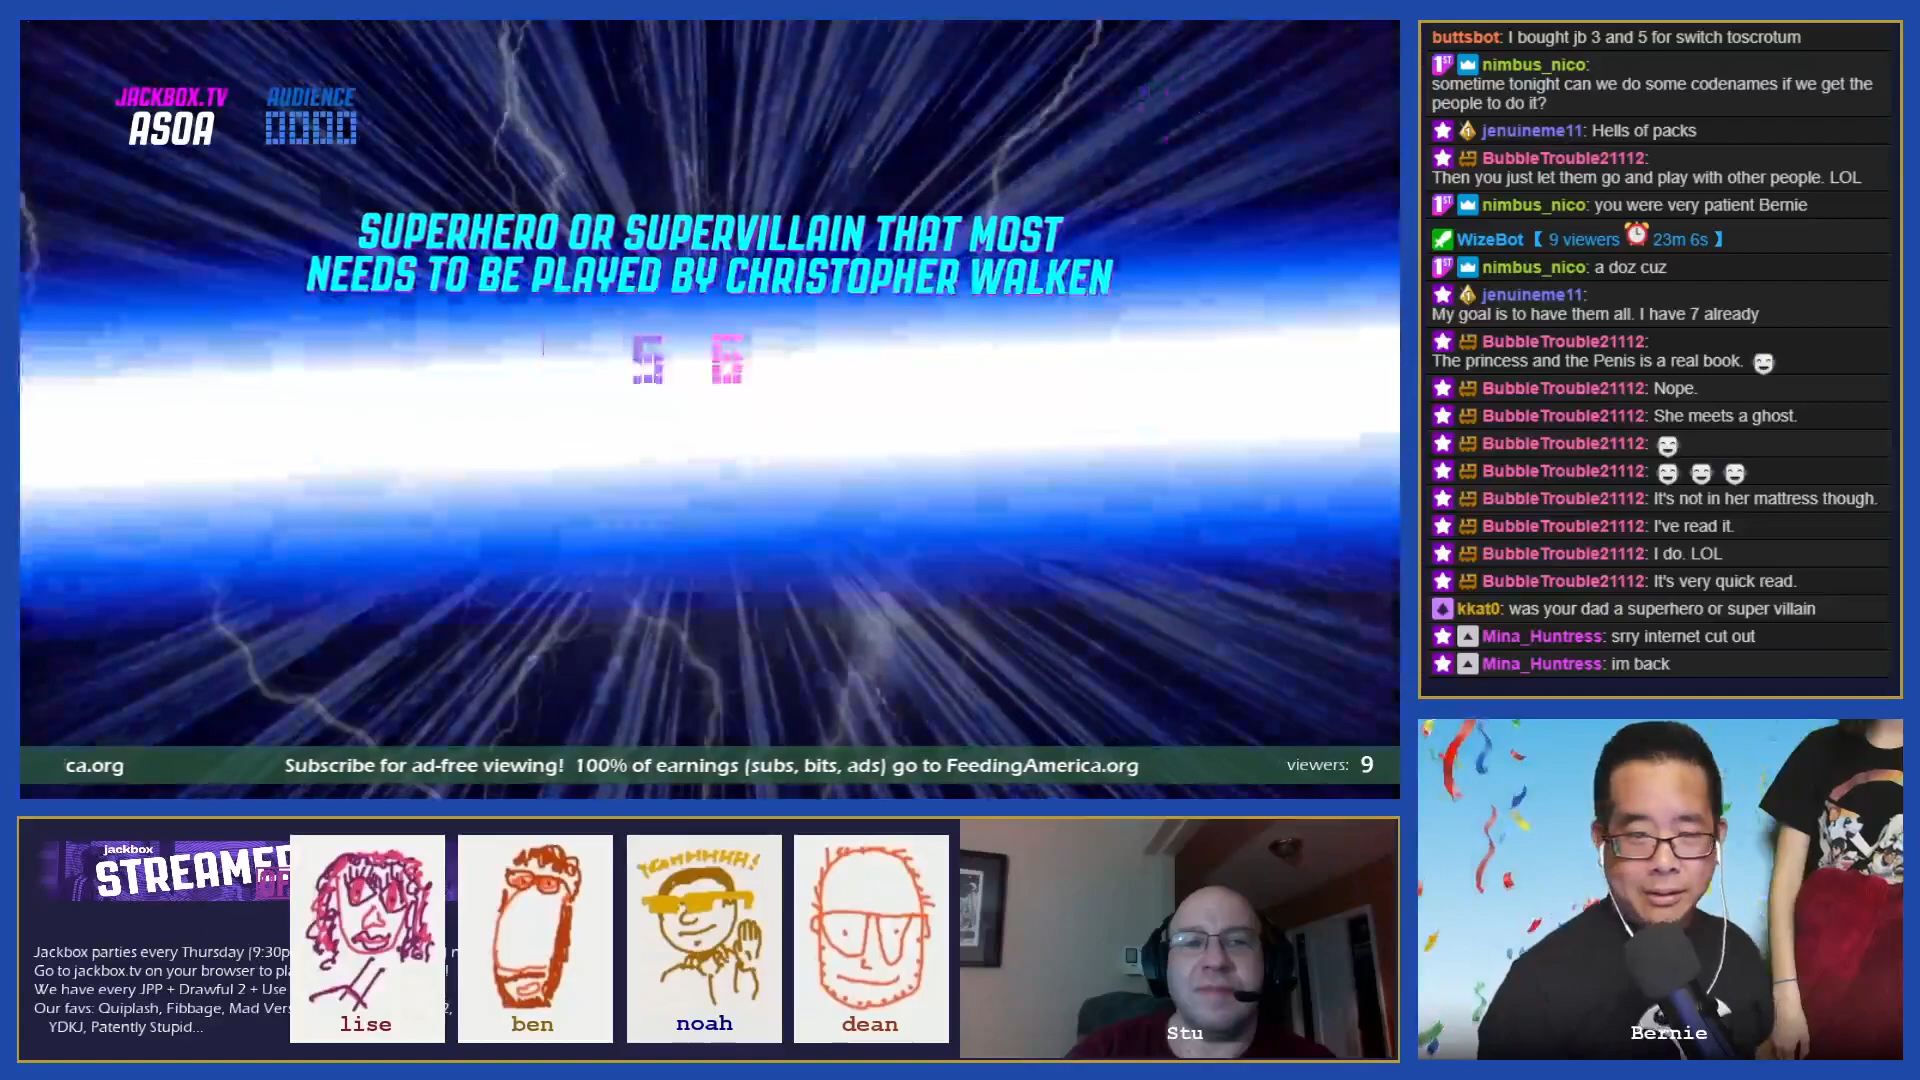 JACKBOX.TV
ASOA
AUDIENCE
SUPERHERO OR SUPERVILLAIN THAT MOST
NEEDS TO BE PLAYED BY CHRISTOPHER WALKEN
5 6
ca.org
Subscribe for ad-free viewing! 100% of earnings (subs, bits, ads) go to FeedingAmerica.org
viewers: 9
jackbox
STREAMER
Jackbox parties every Thursday (9:30p
Go to jackbox.tv on your browser to pla
We have every JPP + Drawful 2 + Use
Our favs: Quiplash, Fibbage, Mad Vers
YDKJ, Patently Stupid...
lise
ben
YEAHHHHH!
noah
dean
Stu
Bernie
buttsbot: I bought jb 3 and 5 for switch toscrotum
1ST nimbus_nico:
sometime tonight can we do some codenames if we get the
people to do it?
jenuineme11: Hells of packs
BubbleTrouble21112:
Then you just let them go and play with other people. LOL
1ST nimbus_nico: you were very patient Bernie
WizeBot 【 9 viewers ⏰ 23m 6s 】
1ST nimbus_nico: a doz cuz
jenuineme11:
My goal is to have them all. I have 7 already
BubbleTrouble21112:
The princess and the Penis is a real book.
BubbleTrouble21112: Nope.
BubbleTrouble21112: She meets a ghost.
BubbleTrouble21112:
BubbleTrouble21112:
BubbleTrouble21112: It's not in her mattress though.
BubbleTrouble21112: I've read it.
BubbleTrouble21112: I do. LOL
BubbleTrouble21112: It's very quick read.
kkat0: was your dad a superhero or super villain
Mina_Huntress: srry internet cut out
Mina_Huntress: im back